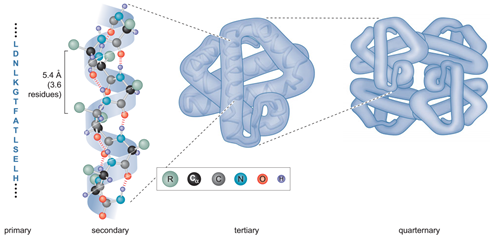 L
D
N
L
K
G
T
F
A
T
L
S
E
L
H
5.4 Å
(3.6
residues)
R Cα C N O H
primary secondary tertiary quarternary